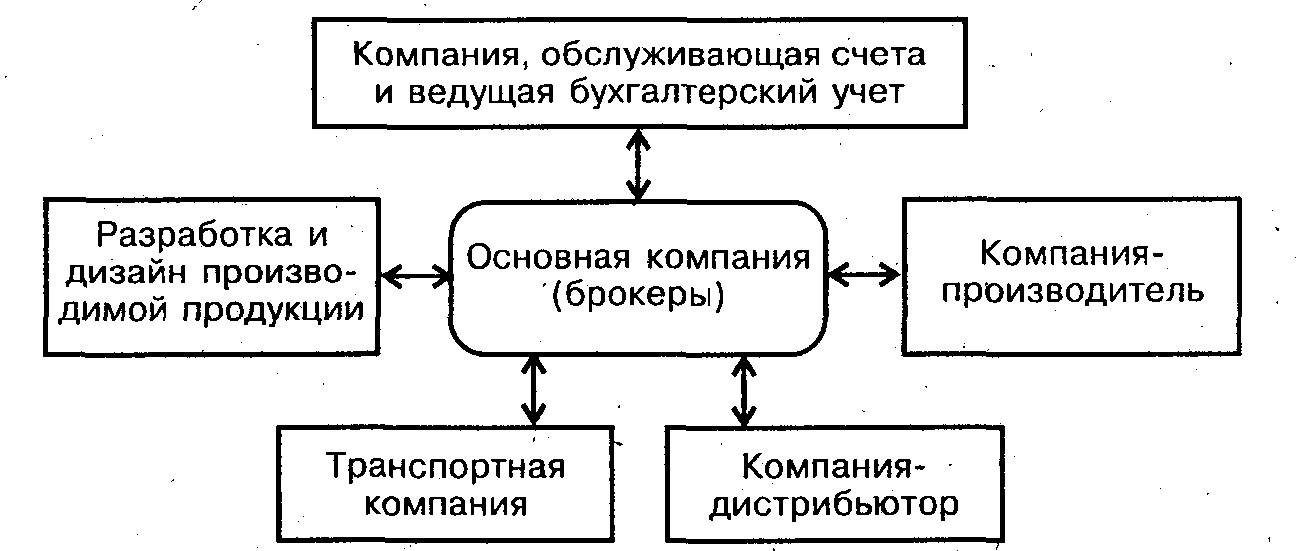 Компания, обслуживающая счета
и ведущая бухгалтерский учет
Разработка и
дизайн произво-
димой продукции
Основная компания
(брокеры)
Компания-
производитель
Транспортная
компания
Компания-
дистрибьютор